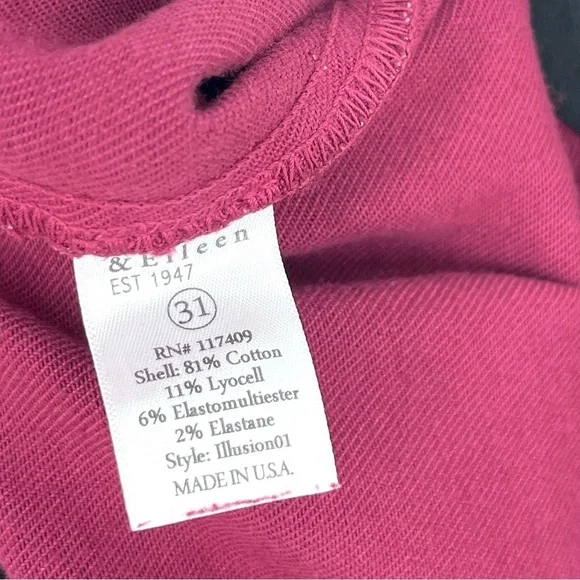 & Eileen
EST 1947
31
RN# 117409
Shell: 81% Cotton
11% Lyocell
6% Elastomultiester
2% Elastane
Style: Illusion01
MADE IN U.S.A.